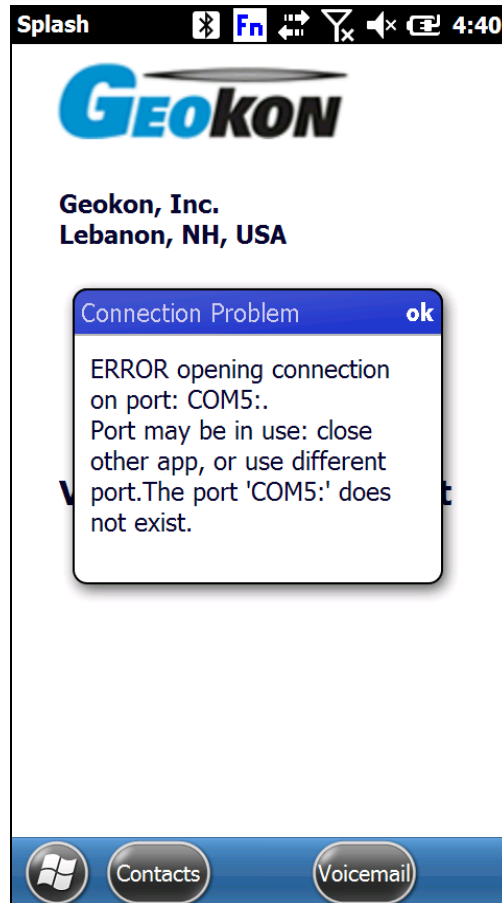 Splash Fn 4:40
GEOKON
Geokon, Inc.
Lebanon, NH, USA
Connection Problem ok
ERROR opening connection
on port: COM5:.
Port may be in use: close
other app, or use different
port.The port 'COM5:' does
not exist.
Contacts Voicemail